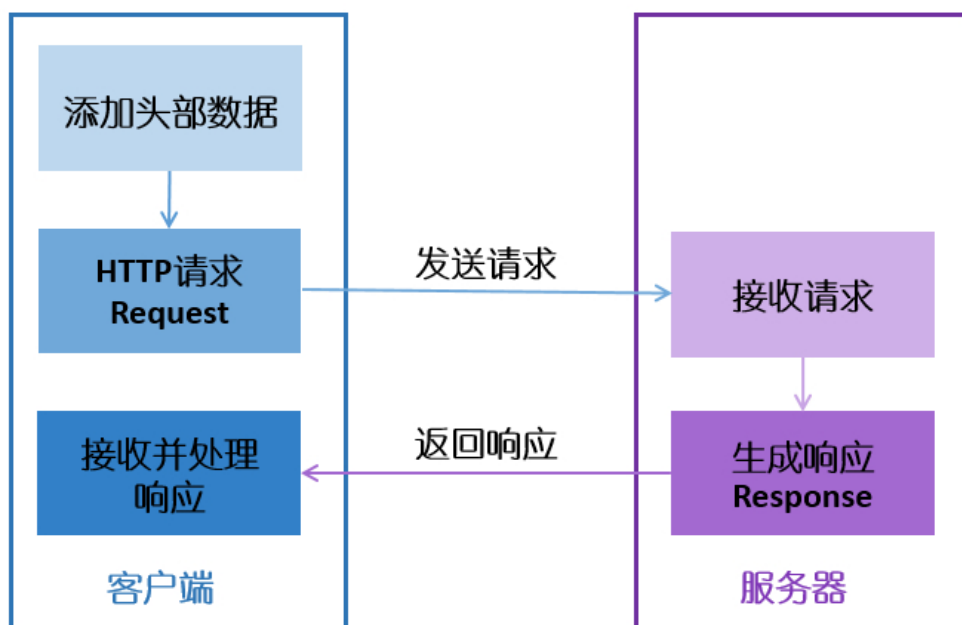 添加头部数据
HTTP请求
Request
发送请求
接收请求
接收并处理
响应
返回响应
生成响应
Response
客户端
服务器